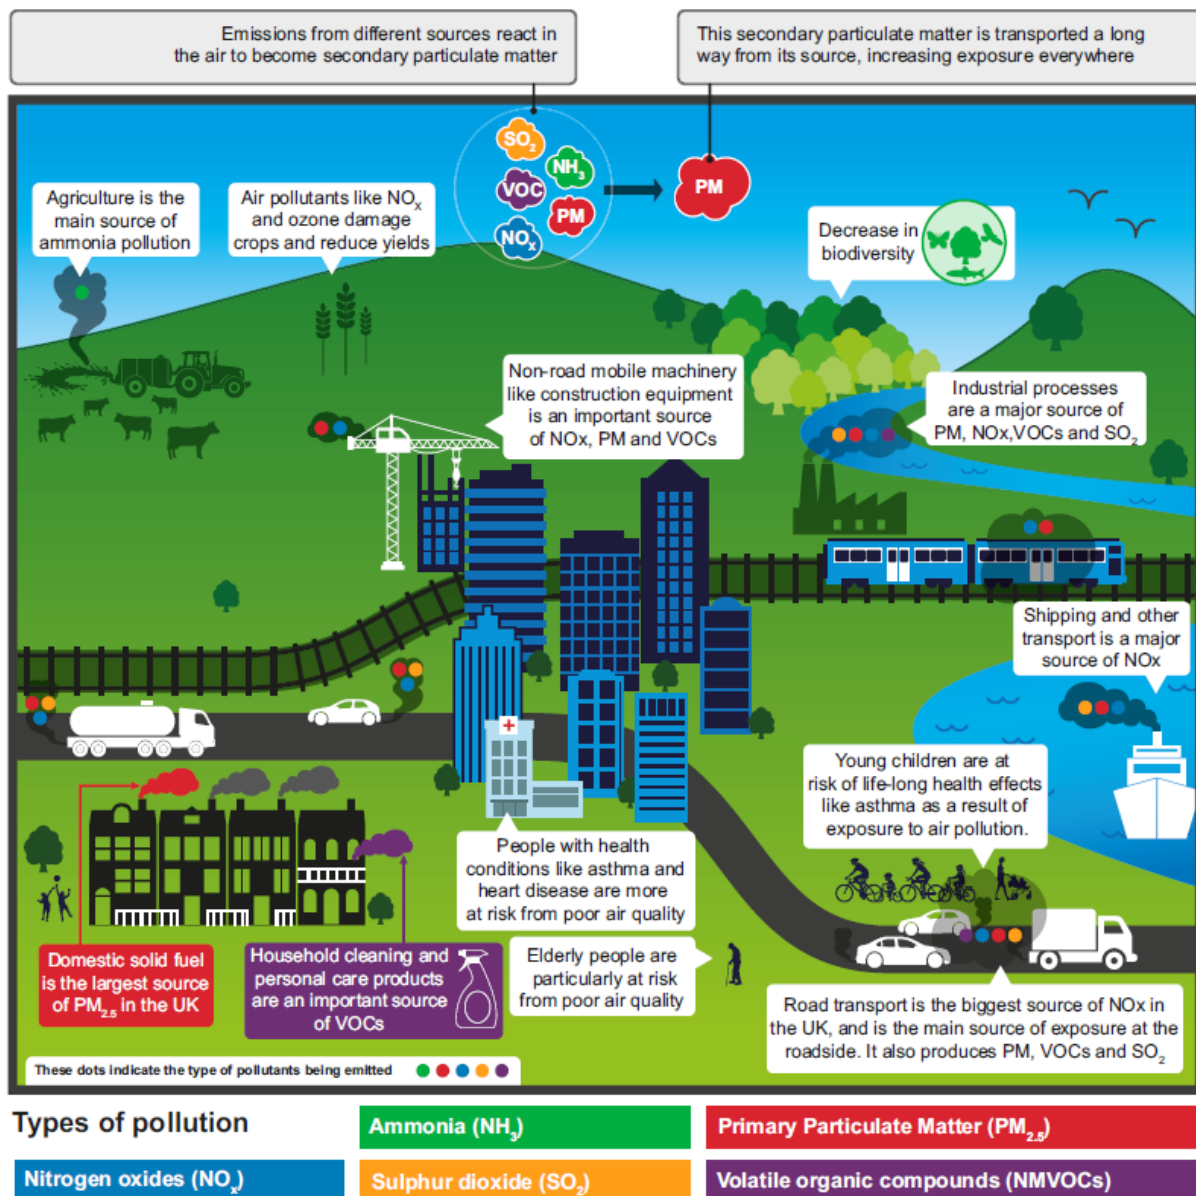 Emissions from different sources react in
the air to become secondary particulate matter
This secondary particulate matter is transported a long
way from its source, increasing exposure everywhere
SO₂
NH₃
VOC
PM
NOₓ
PM
Agriculture is the
main source of
ammonia pollution
Air pollutants like NOₓ
and ozone damage
crops and reduce yields
Decrease in
biodiversity
Non-road mobile machinery
like construction equipment
is an important source
of NOx, PM and VOCs
Industrial processes
are a major source of
PM, NOx,VOCs and SO₂
Shipping and other
transport is a major
source of NOx
Young children are at
risk of life-long health effects
like asthma as a result of
exposure to air pollution.
People with health
conditions like asthma and
heart disease are more
at risk from poor air quality
Domestic solid fuel
is the largest source
of PM₂.₅ in the UK
Household cleaning and
personal care products
are an important source
of VOCs
Elderly people are
particularly at risk
from poor air quality
Road transport is the biggest source of NOx in
the UK, and is the main source of exposure at the
roadside. It also produces PM, VOCs and SO₂
These dots indicate the type of pollutants being emitted
Types of pollution
Ammonia (NH₃)
Primary Particulate Matter (PM₂.₅)
Nitrogen oxides (NOₓ)
Sulphur dioxide (SO₂)
Volatile organic compounds (NMVOCs)